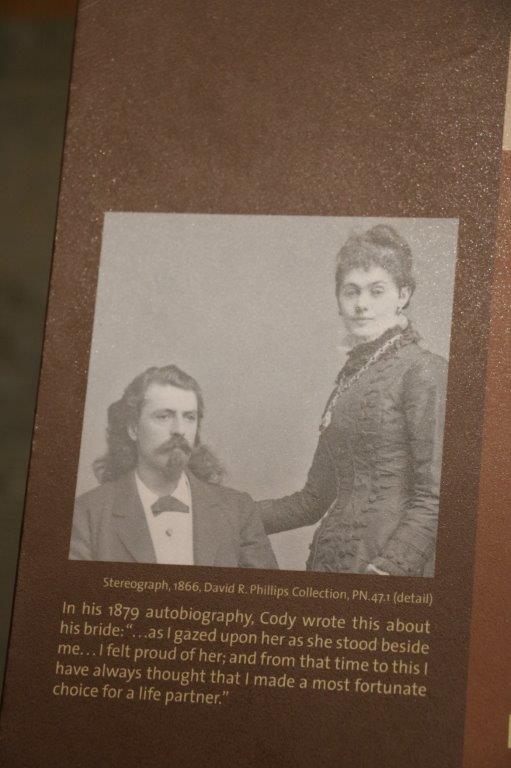 Stereograph, 1866, David R. Phillips Collection, PN.47.1 (detail)
In his 1879 autobiography, Cody wrote this about
his bride: “…as I gazed upon her as she stood beside
me… I felt proud of her; and from that time to this I
have always thought that I made a most fortunate
choice for a life partner.”